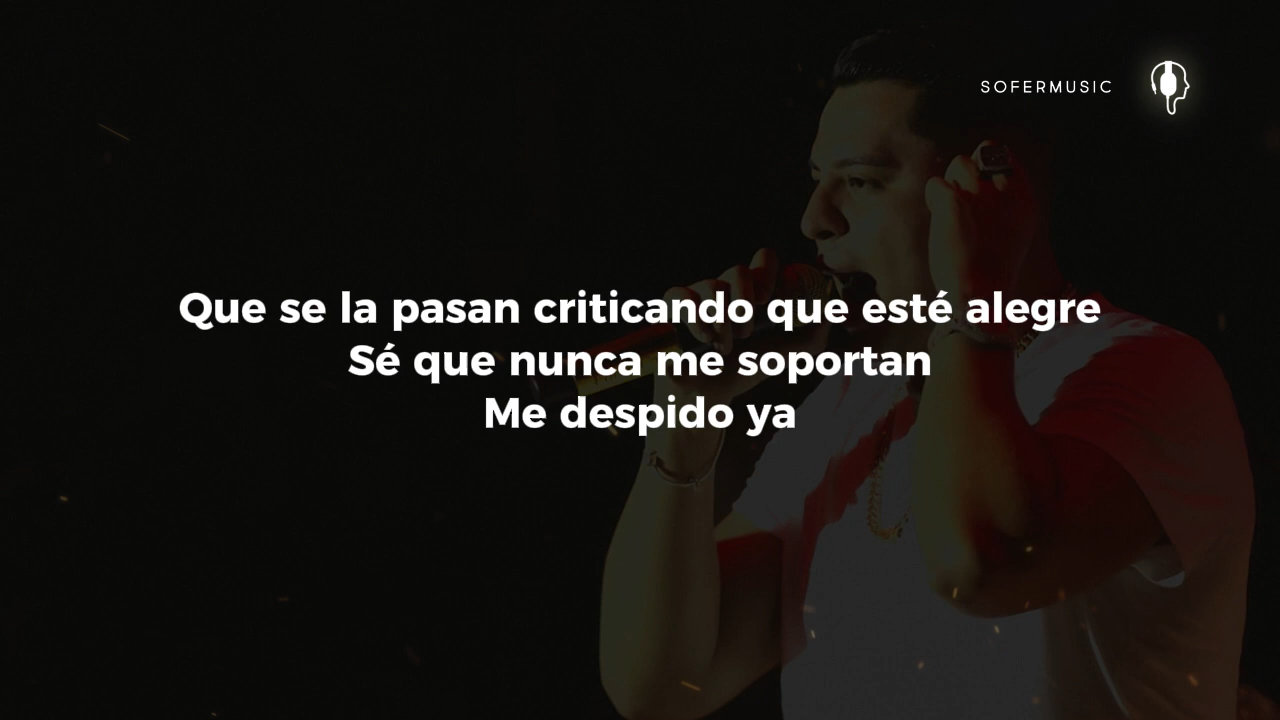 SOFERMUSIC
Que se la pasan criticando que esté alegre
Sé que nunca me soportan
Me despido ya